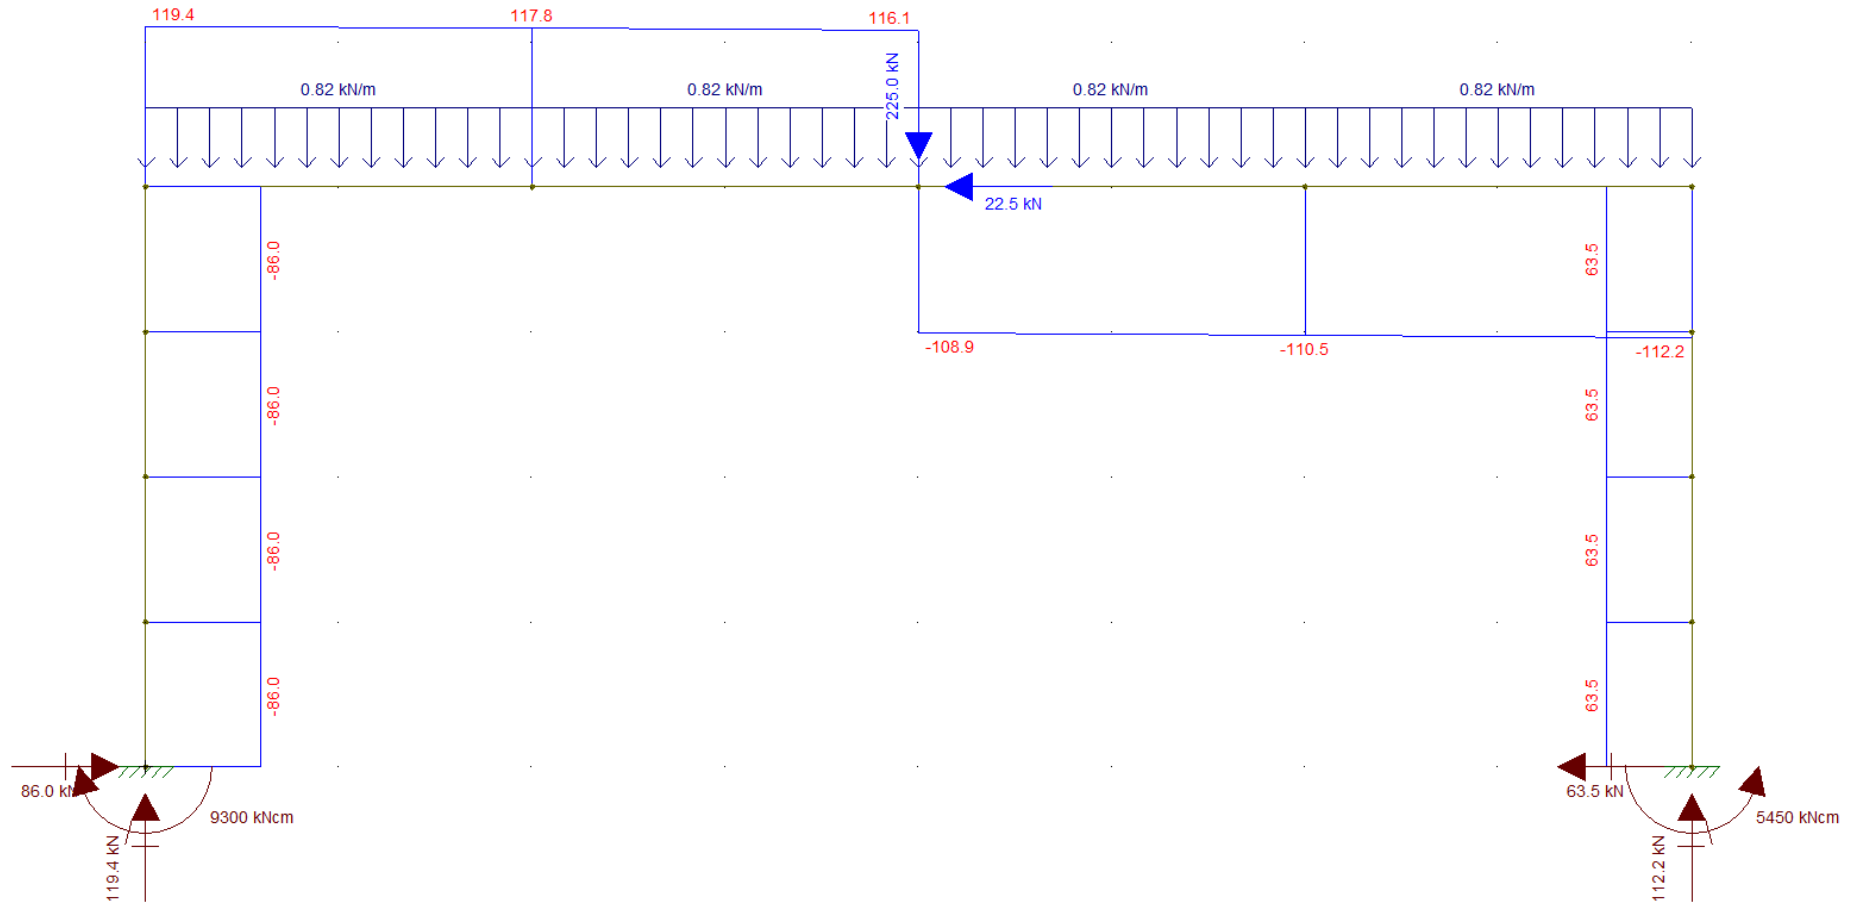 119.4
117.8
116.1
225.0 kN
0.82 kN/m
0.82 kN/m
0.82 kN/m
0.82 kN/m
22.5 kN
-86.0
63.5
-108.9
-110.5
-112.2
-86.0
63.5
-86.0
63.5
-86.0
63.5
86.0 kN
9300 kNcm
119.4 kN
63.5 kN
5450 kNcm
112.2 kN